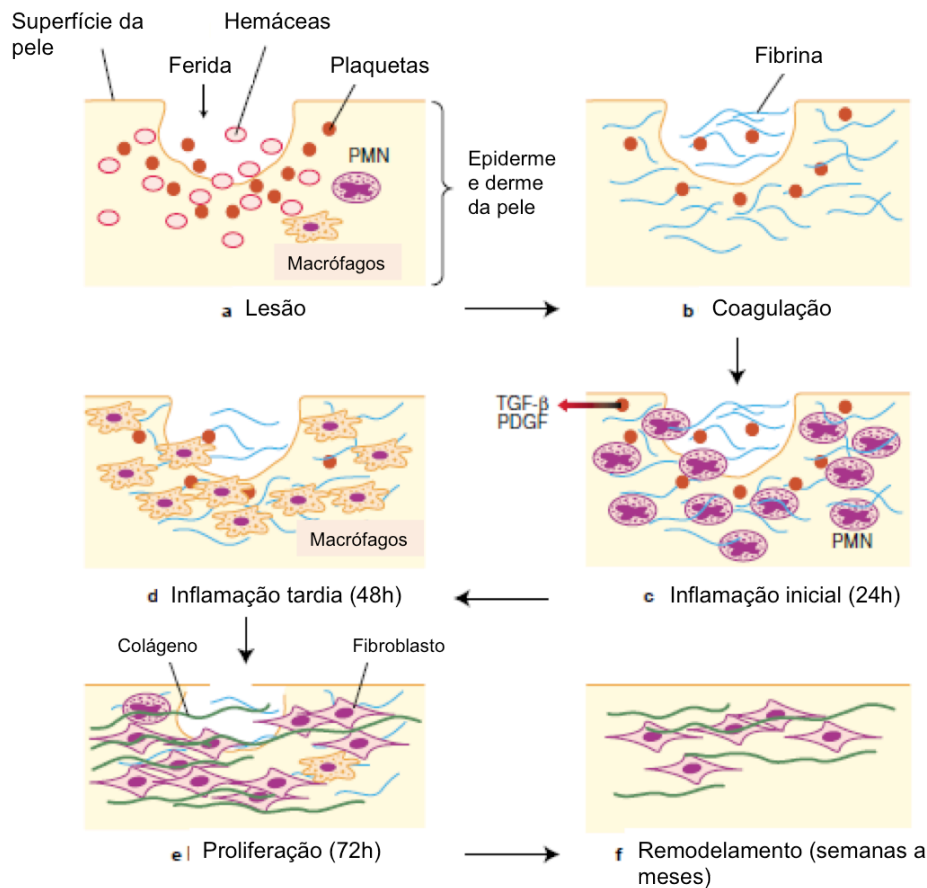 Superfície da
pele
Hemáceas
Ferida
Plaquetas
PMN
Macrófagos
Epiderme
e derme
da pele
a Lesão
Fibrina
b Coagulação
TGF-β
PDGF
PMN
c Inflamação inicial (24h)
Macrófagos
d Inflamação tardia (48h)
Colágeno
Fibroblasto
e Proliferação (72h)
f Remodelamento (semanas a
meses)